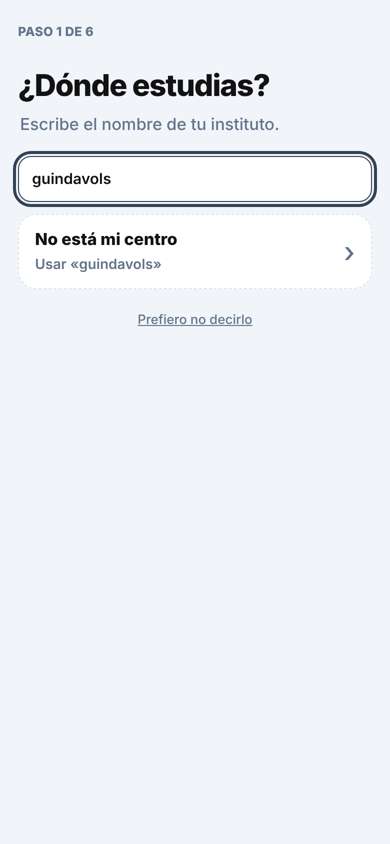 PASO 1 DE 6
¿Dónde estudias?
Escribe el nombre de tu instituto.
guindavols
No está mi centro
Usar «guindavols»
Prefiero no decirlo